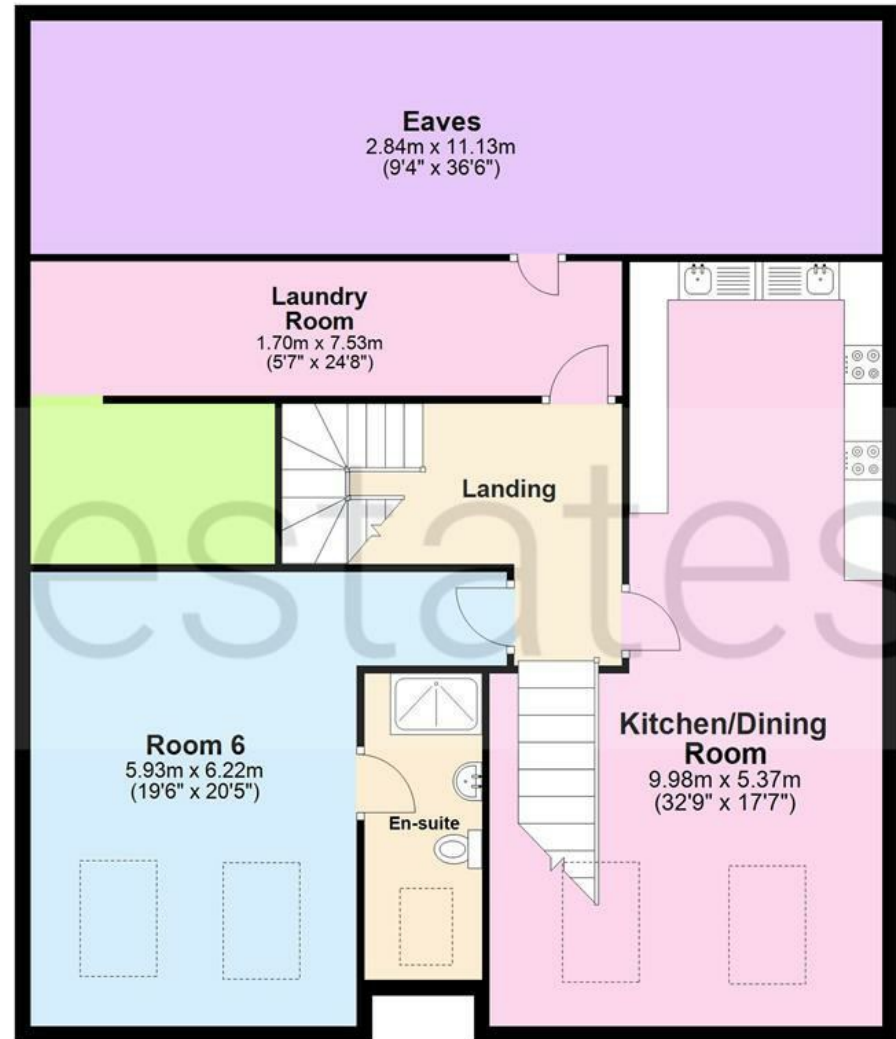 Eaves
2.84m x 11.13m
(9'4" x 36'6")
Laundry
Room
1.70m x 7.53m
(5'7" x 24'8")
Landing
estates
Room 6
5.93m x 6.22m
(19'6" x 20'5")
En-suite
Kitchen/Dining
Room
9.98m x 5.37m
(32'9" x 17'7")